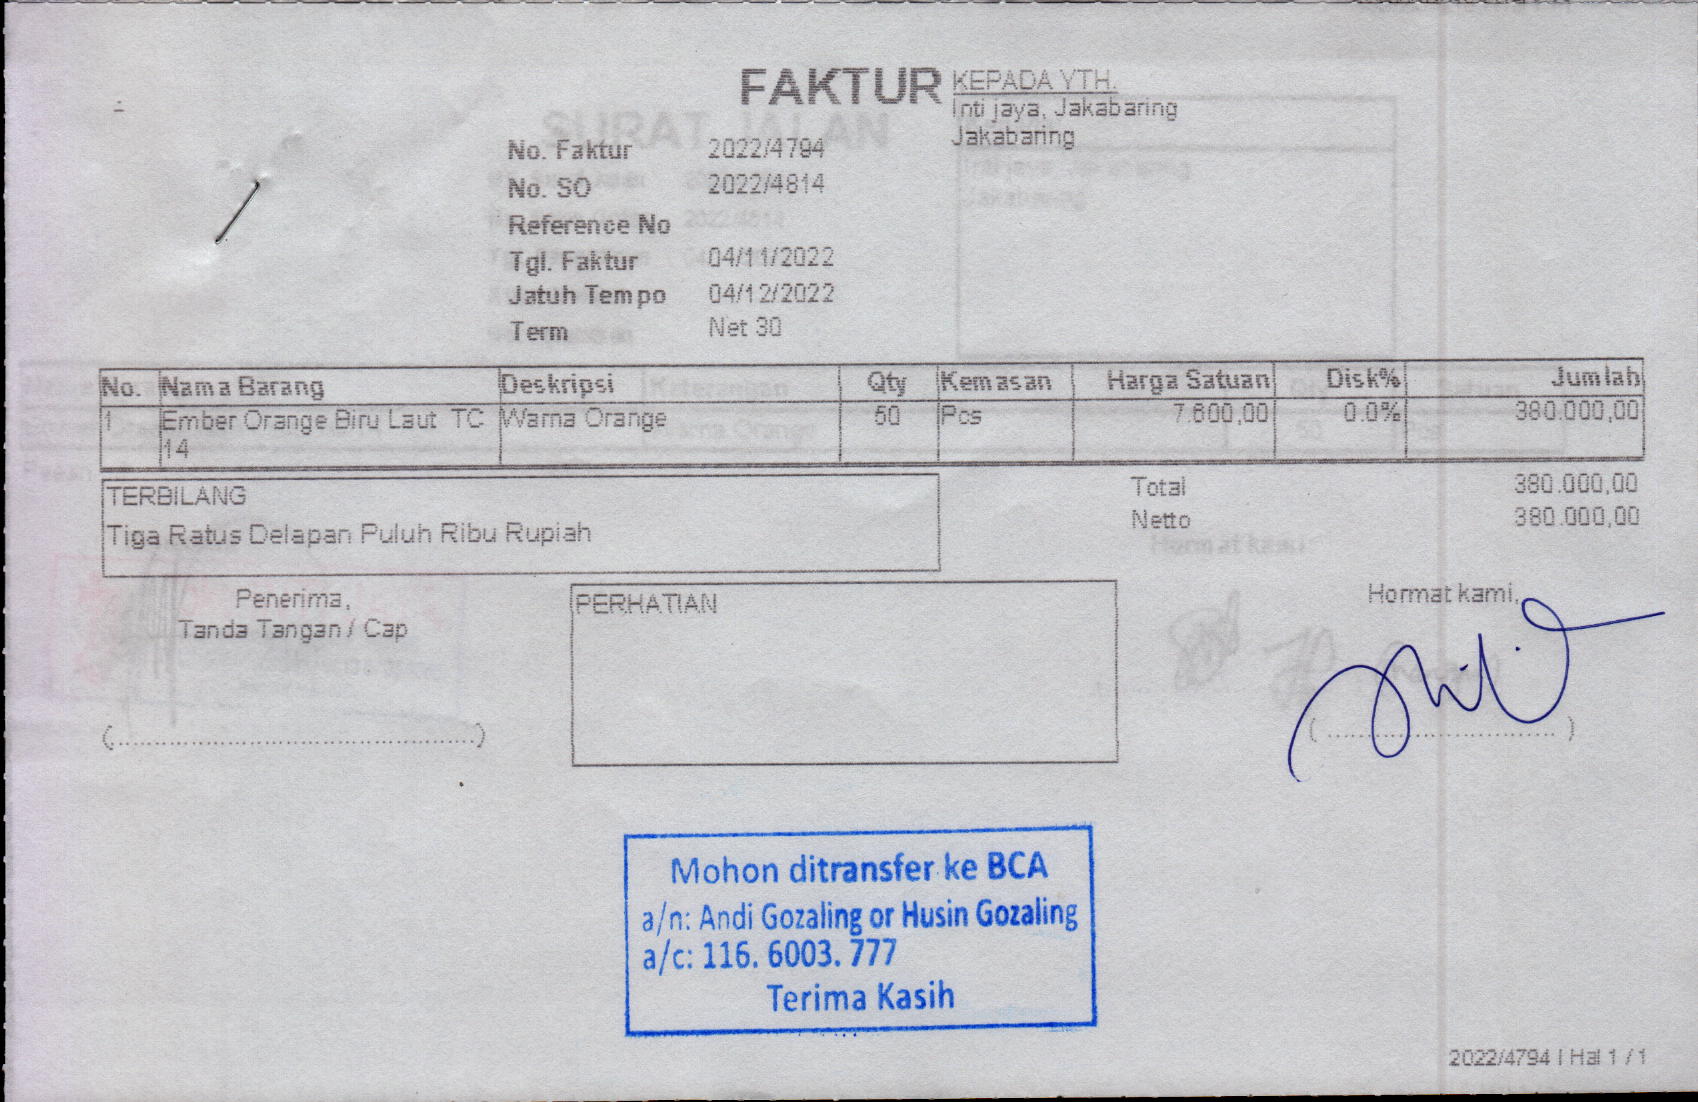 FAKTUR
KEPADA YTH.
Inti jaya, Jakabaring
Jakabaring
No. Faktur 2022/4794
No. SO 2022/4814
Reference No
Tgl. Faktur 04/11/2022
Jatuh Tempo 04/12/2022
Term Net 30
No. Nama Barang Deskripsi Qty Kemasan Harga Satuan Disk% Jumlah
1 Ember Orange Biru Laut TC Warna Orange 50 Pcs 7.600,00 0.0% 380.000,00
14
TERBILANG
Tiga Ratus Delapan Puluh Ribu Rupiah
Total 380.000,00
Netto 380.000,00
Penerima,
Tanda Tangan / Cap
PERHATIAN
Hormat kami,
(..................................................)
( ................................ )
Mohon ditransfer ke BCA
a/n: Andi Gozaling or Husin Gozaling
a/c: 116. 6003. 777
Terima Kasih
2022/4794 | Hal 1 / 1